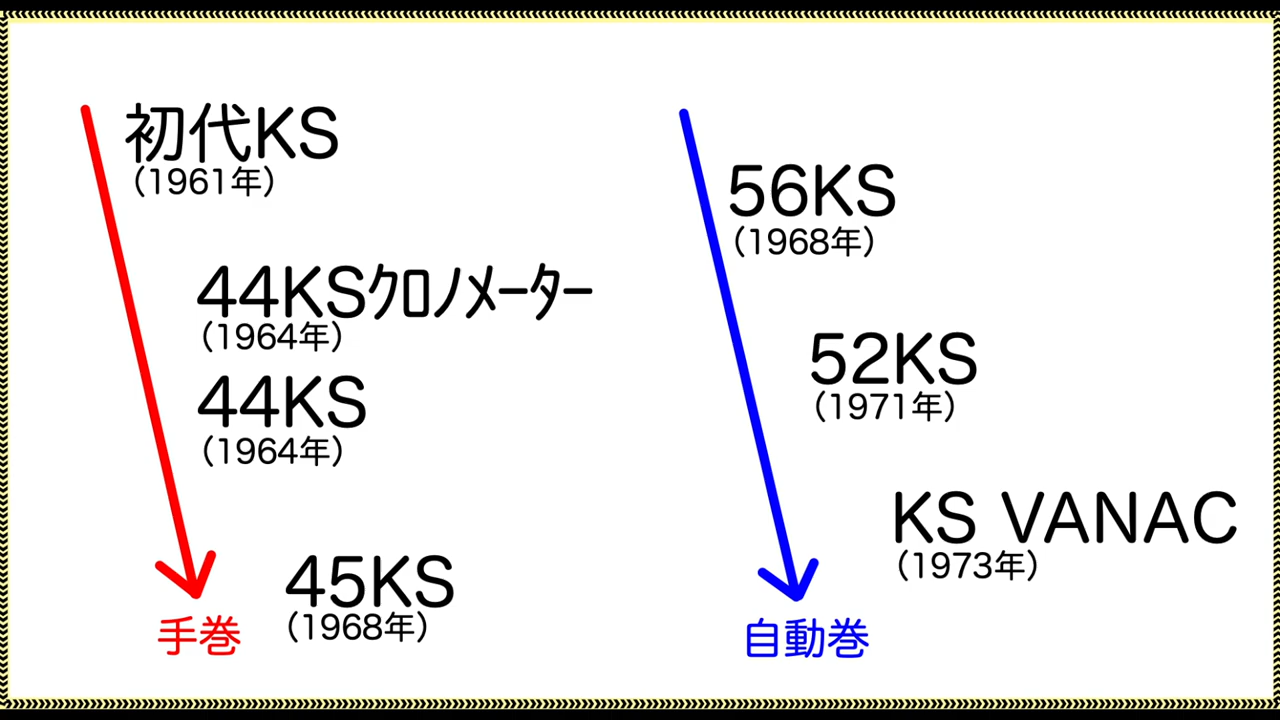 初代KS
（1961年）
44KSｸﾛﾉﾒｰﾀｰ
（1964年）
44KS
（1964年）
45KS
（1968年）
手巻
56KS
（1968年）
52KS
（1971年）
KS VANAC
（1973年）
自動巻